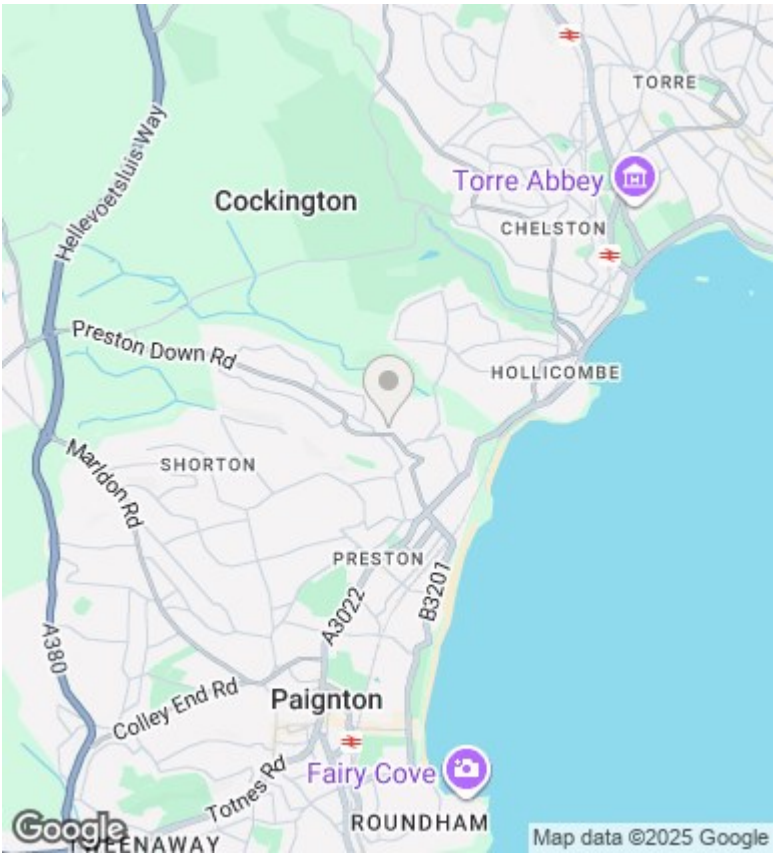 TORRE
Torre Abbey
Hellevoetsluis Way
Cockington
CHELSTON
Preston Down Rd
HOLLICOMBE
Marldon Rd
SHORTON
PRESTON
B3201
A3022
A380
Paignton
Colley End Rd
Fairy Cove
Totnes Rd
ROUNDHAM
Google
TWEENAWAY
Map data ©2025 Google